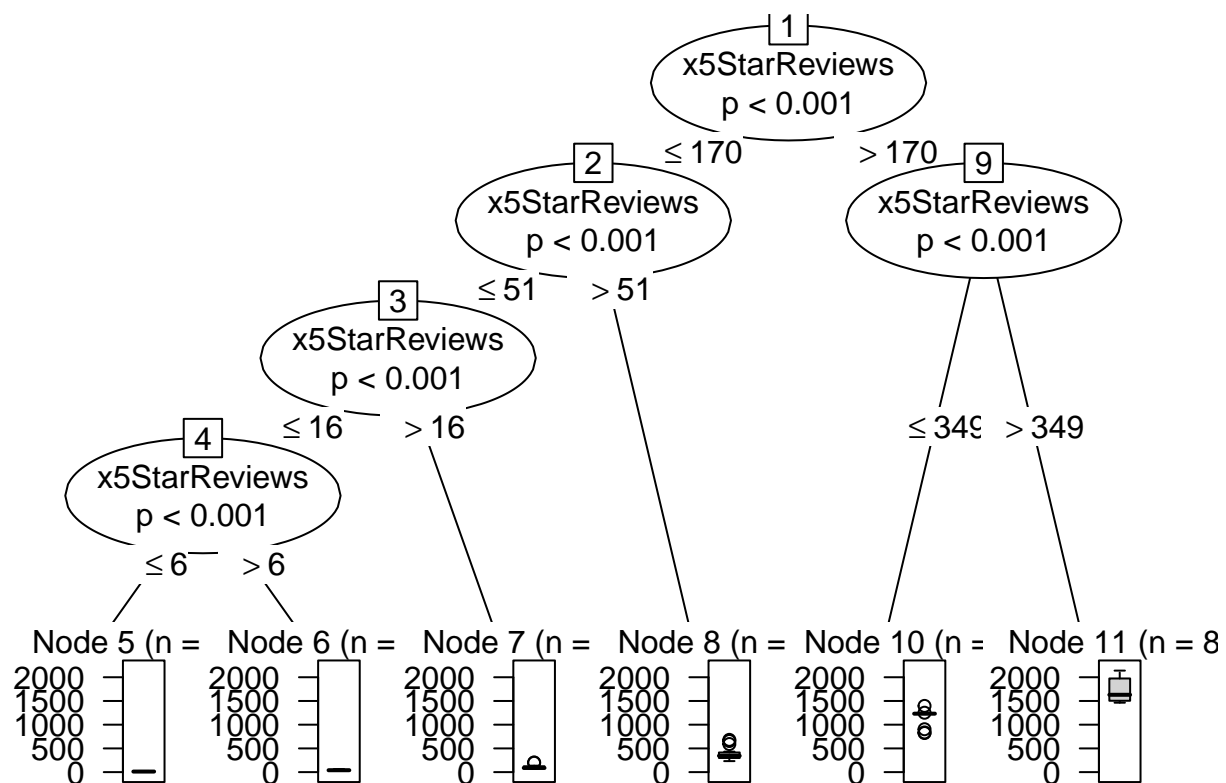 1
x5StarReviews
p < 0.001
≤ 170
> 170
2
x5StarReviews
p < 0.001
9
x5StarReviews
p < 0.001
≤ 51
> 51
3
x5StarReviews
p < 0.001
≤ 16
> 16
≤ 349
> 349
4
x5StarReviews
p < 0.001
≤ 6
> 6
Node 5 (n =
2000
1500
1000
500
0
Node 6 (n =
2000
1500
1000
500
0
Node 7 (n =
2000
1500
1000
500
0
Node 8 (n =
2000
1500
1000
500
0
Node 10 (n =
2000
1500
1000
500
0
Node 11 (n = 8
2000
1500
1000
500
0